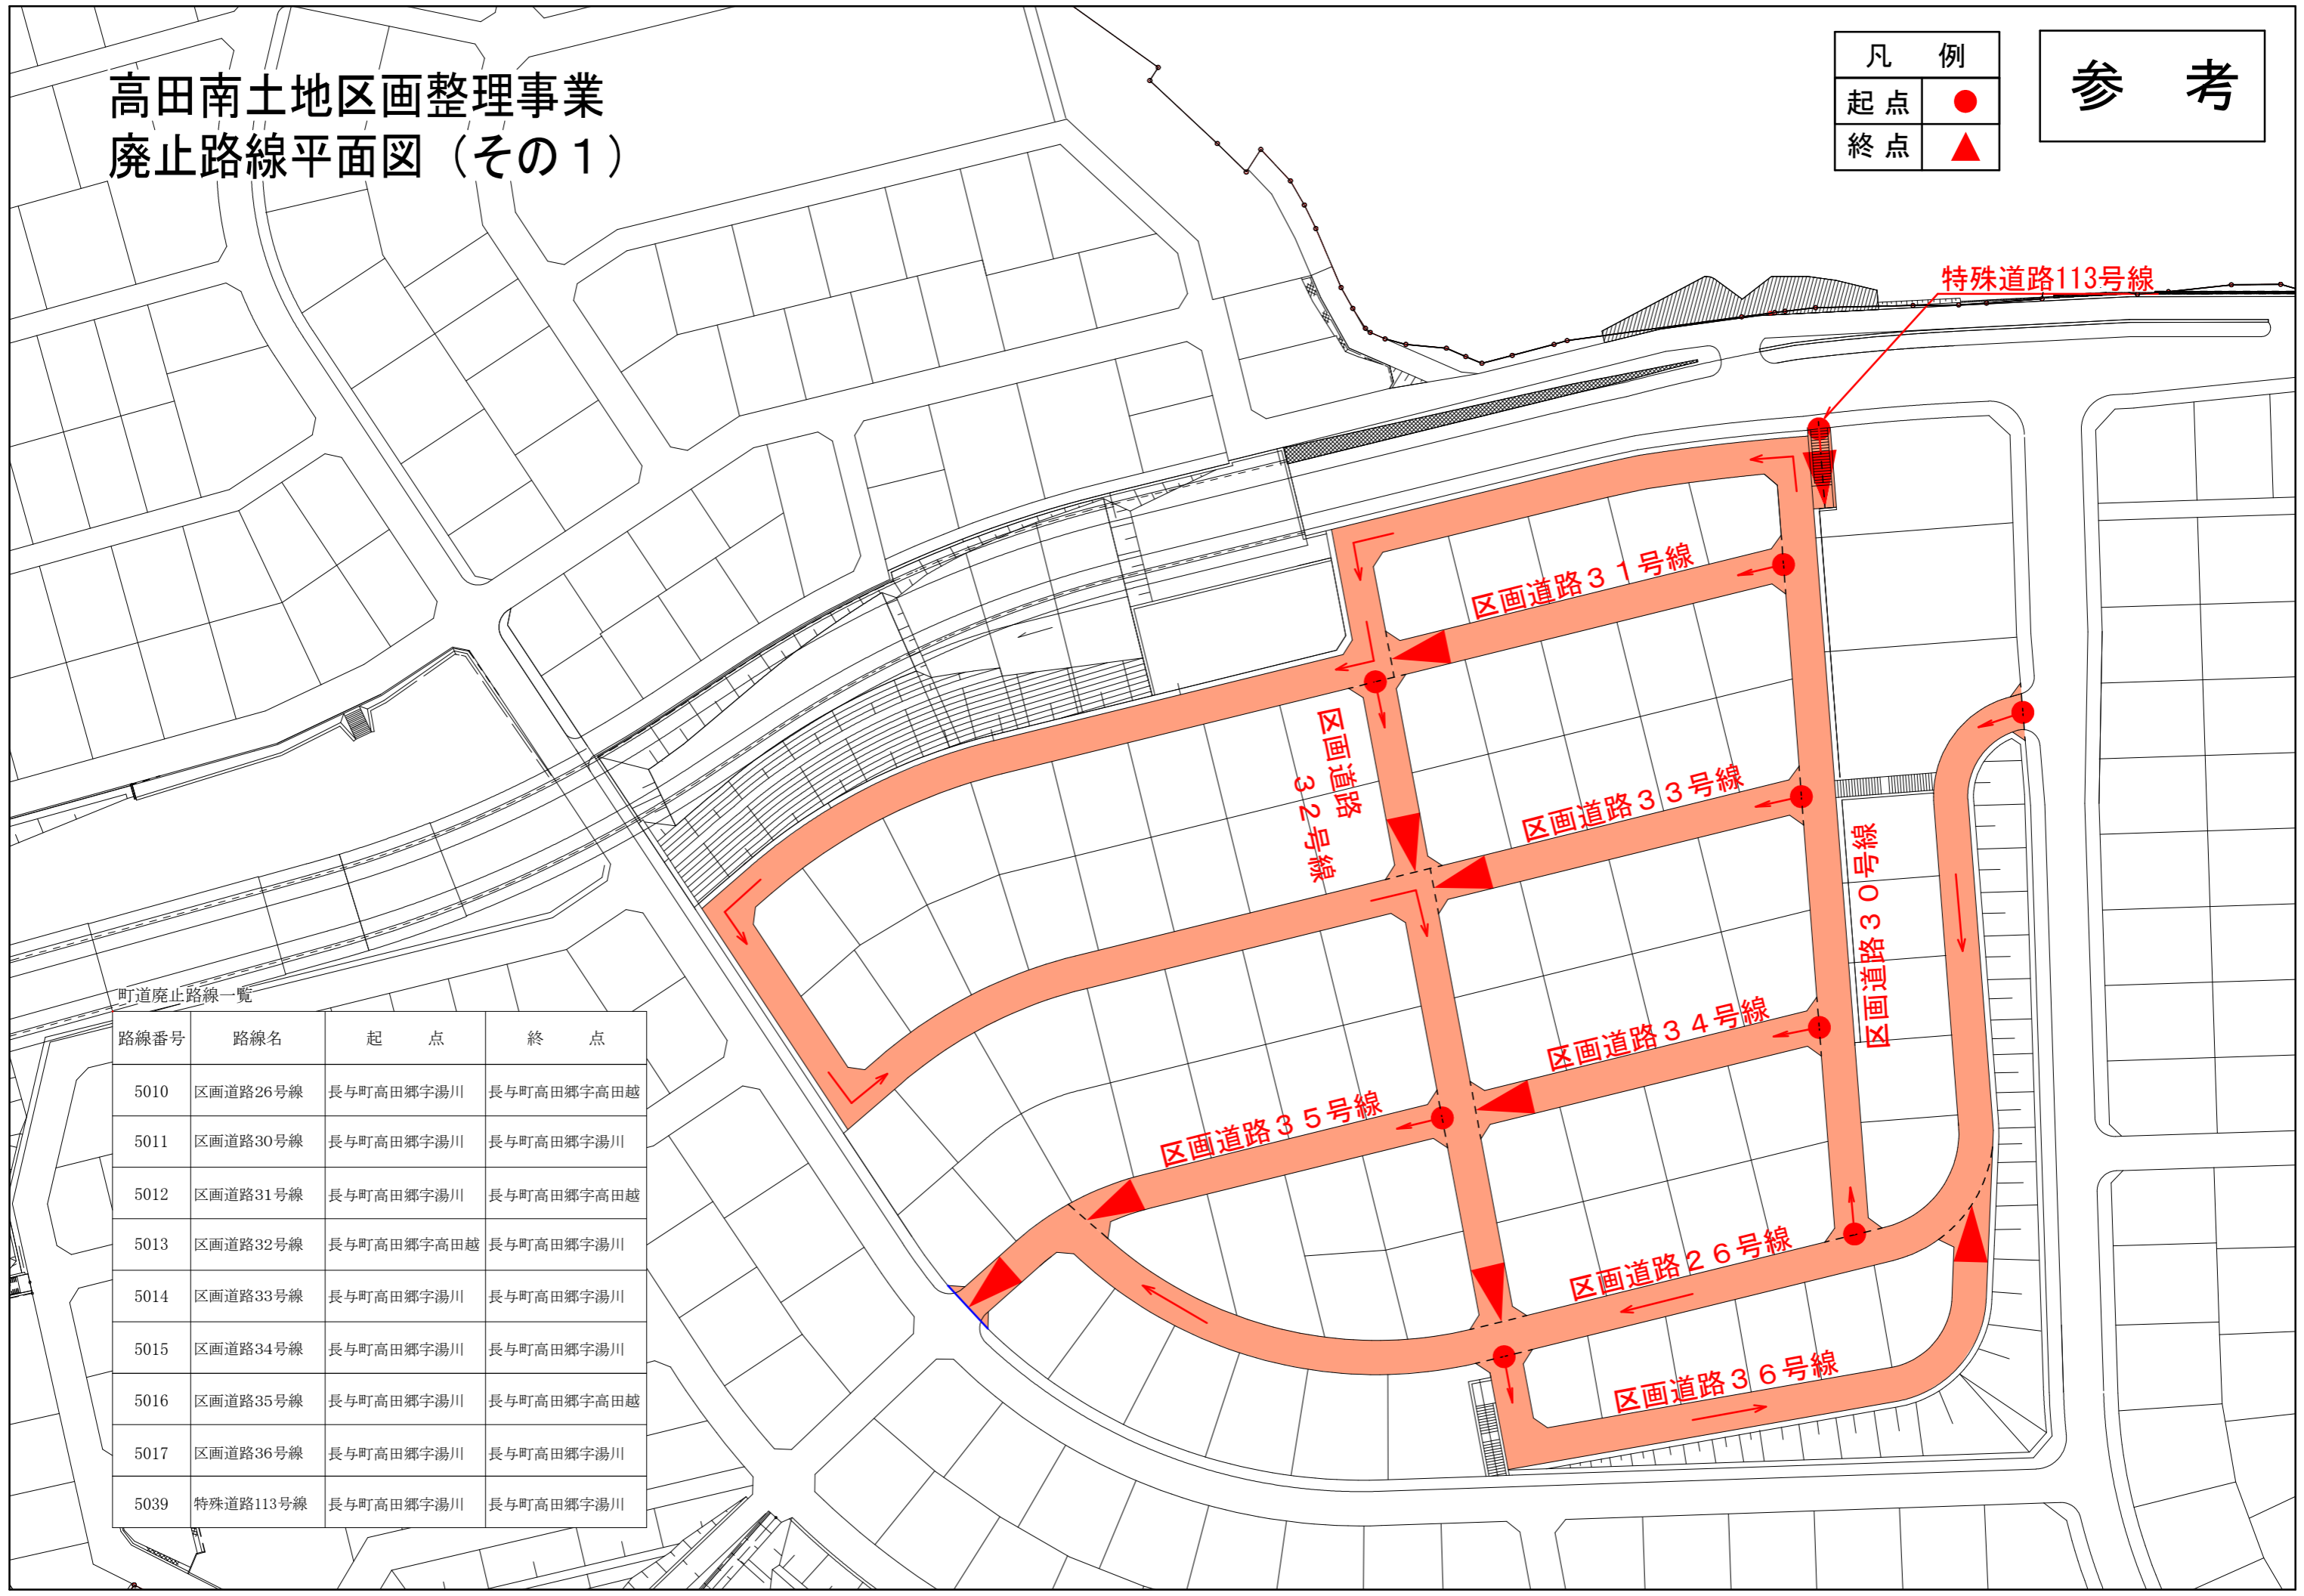 高田南土地区画整理事業
廃止路線平面図（その１）
凡　例
起 点
終 点
参　考
特殊道路113号線
区画道路３１号線
区画道路
３２号線
区画道路３３号線
区画道路３０号線
区画道路３４号線
区画道路３５号線
区画道路２６号線
区画道路３６号線
町道廃止路線一覧
路線番号 路線名 起　点 終　点
5010 区画道路26号線 長与町高田郷字湯川 長与町高田郷字高田越
5011 区画道路30号線 長与町高田郷字湯川 長与町高田郷字湯川
5012 区画道路31号線 長与町高田郷字湯川 長与町高田郷字高田越
5013 区画道路32号線 長与町高田郷字高田越 長与町高田郷字湯川
5014 区画道路33号線 長与町高田郷字湯川 長与町高田郷字湯川
5015 区画道路34号線 長与町高田郷字湯川 長与町高田郷字湯川
5016 区画道路35号線 長与町高田郷字湯川 長与町高田郷字高田越
5017 区画道路36号線 長与町高田郷字湯川 長与町高田郷字湯川
5039 特殊道路113号線 長与町高田郷字湯川 長与町高田郷字湯川